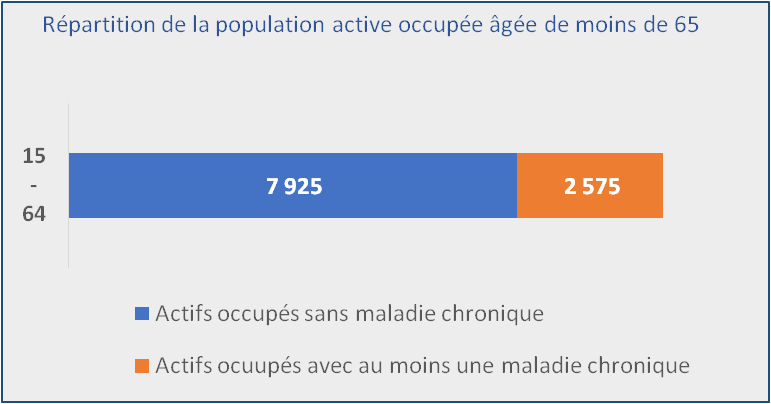 Répartition de la population active occupée âgée de moins de 65
15
-
64
7 925
2 575
Actifs occupés sans maladie chronique
Actifs ocuupés avec au moins une maladie chronique